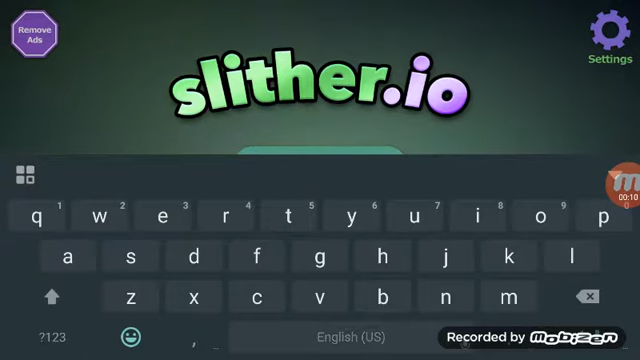 Remove
Ads
slither.io
Settings
00:10
1 2 3 4 5 6 7 8 9 0
q w e r t y u i o p
a s d f g h j k l
z x c v b n m
?123 , English (US)
Recorded by Mobizen